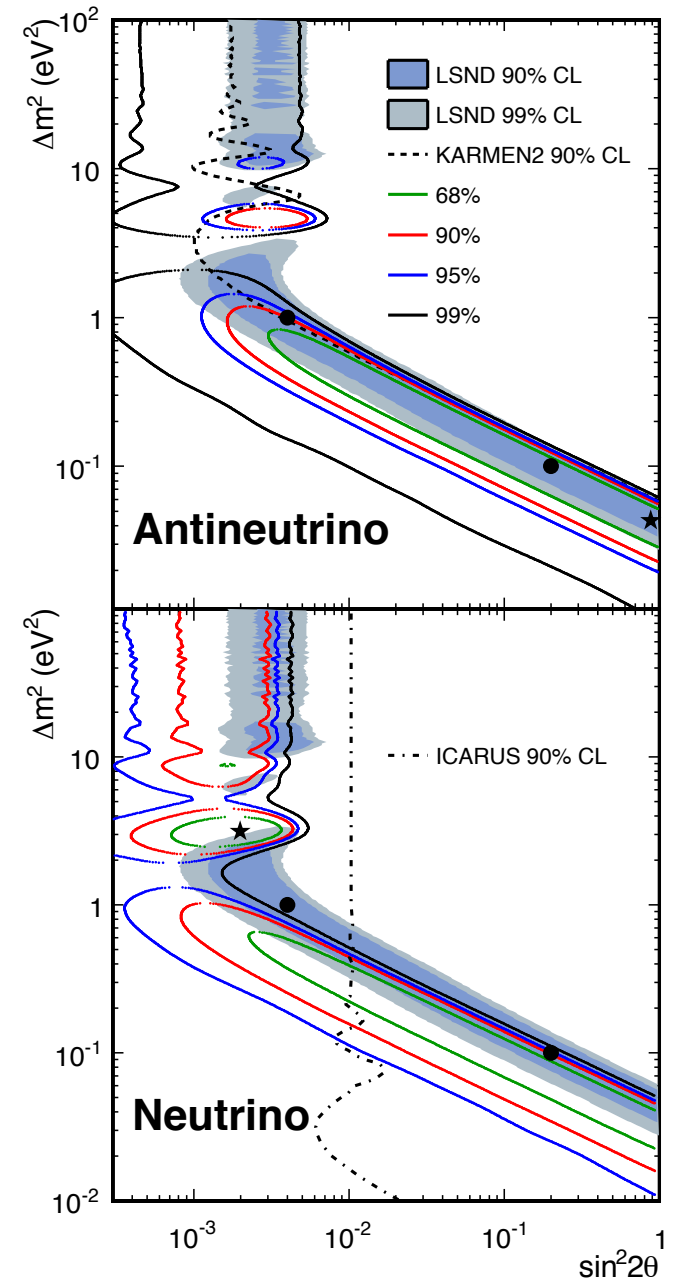 10²
Δm² (eV²)
LSND 90% CL
LSND 99% CL
10
KARMEN2 90% CL
68%
90%
95%
1
99%
10⁻¹
Antineutrino
Δm² (eV²)
10
ICARUS 90% CL
1
10⁻¹
Neutrino
10⁻²
10⁻³ 10⁻² 10⁻¹ 1
sin²2θ